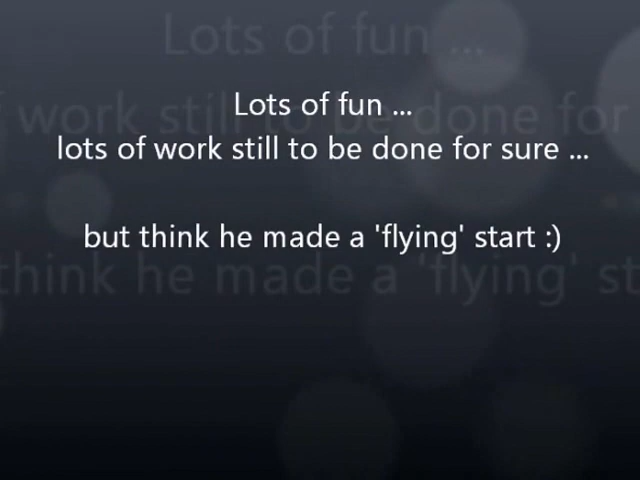 Lots of fun ...
lots of work still to be done for sure ...
but think he made a 'flying' start :)